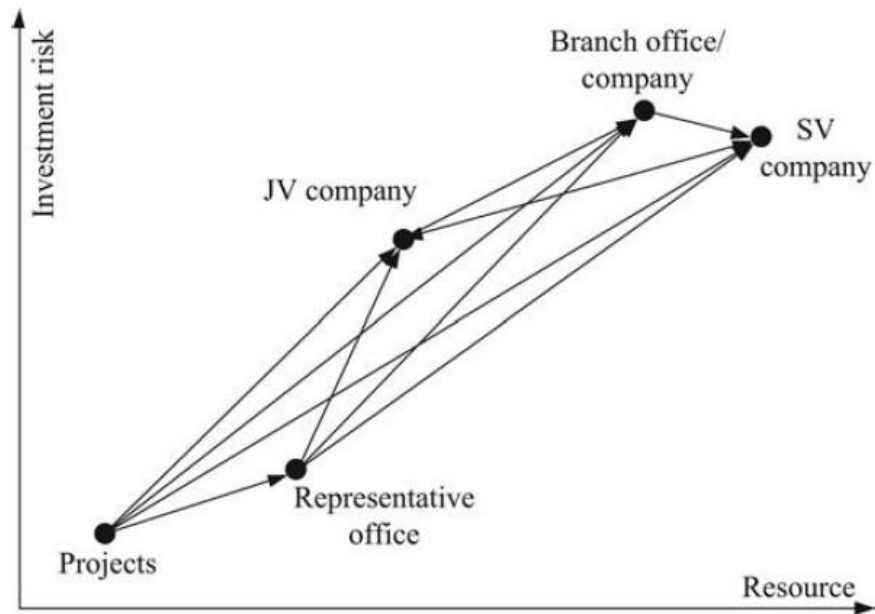 Investment risk
Branch office/
company
SV
company
JV company
Representative
office
Projects
Resource